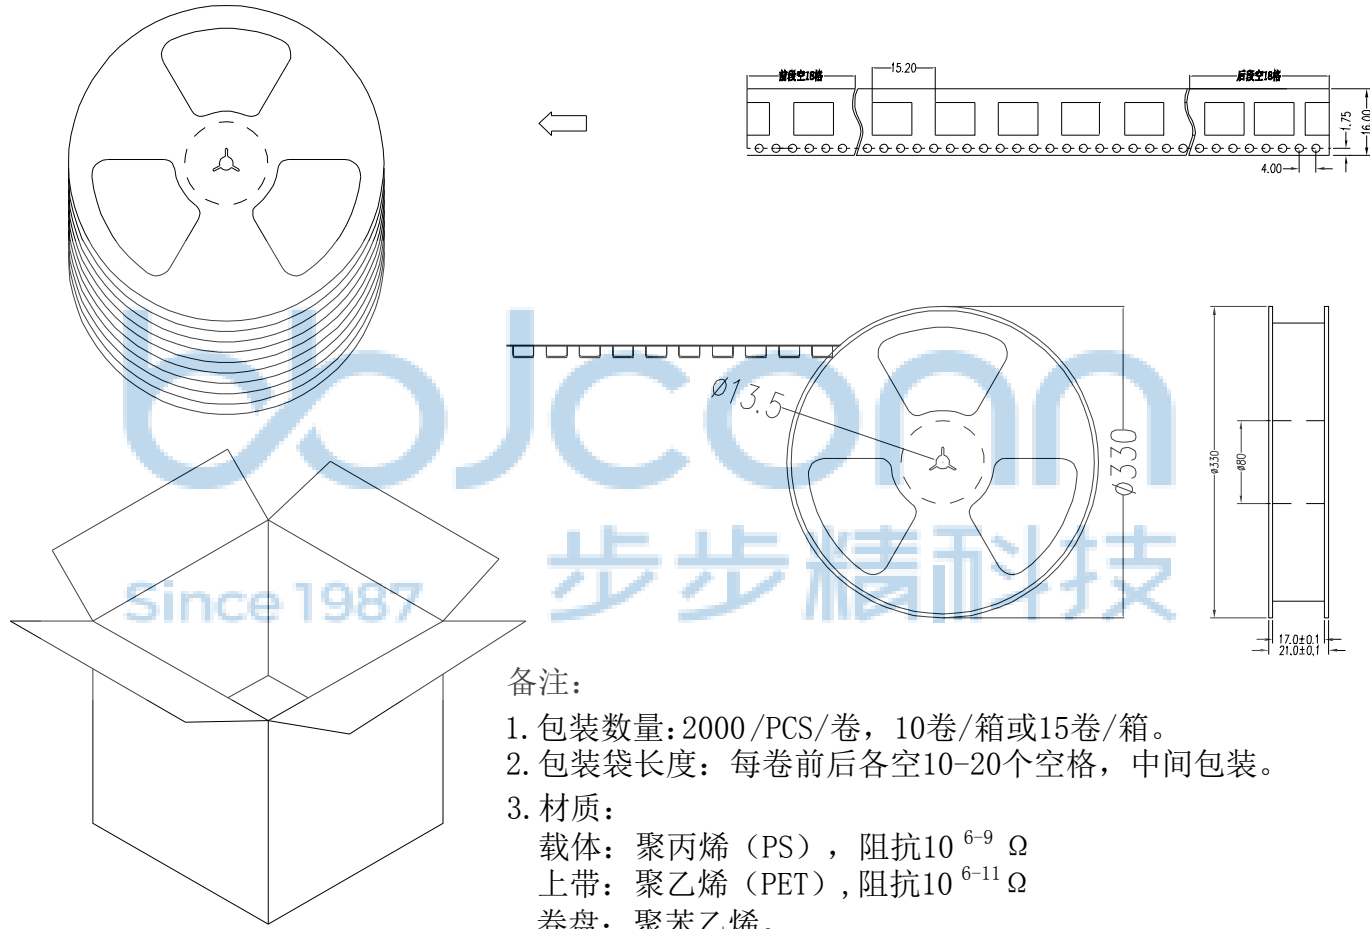 前段空18格
15.20
后段空18格
1.75
16.00
4.00
bbjconn
步步精科技
Since 1987
Ø13.5
Ø330
ø330
ø80
17.0±0.1
21.0±0.1
备注：
1.包装数量:2000/PCS/卷，10卷/箱或15卷/箱。
2.包装袋长度：每卷前后各空10-20个空格，中间包装。
3.材质：
载体：聚丙烯（PS），阻抗10 6-9 Ω
上带：聚乙烯（PET）,阻抗10 6-11 Ω
卷盘：聚苯乙烯。